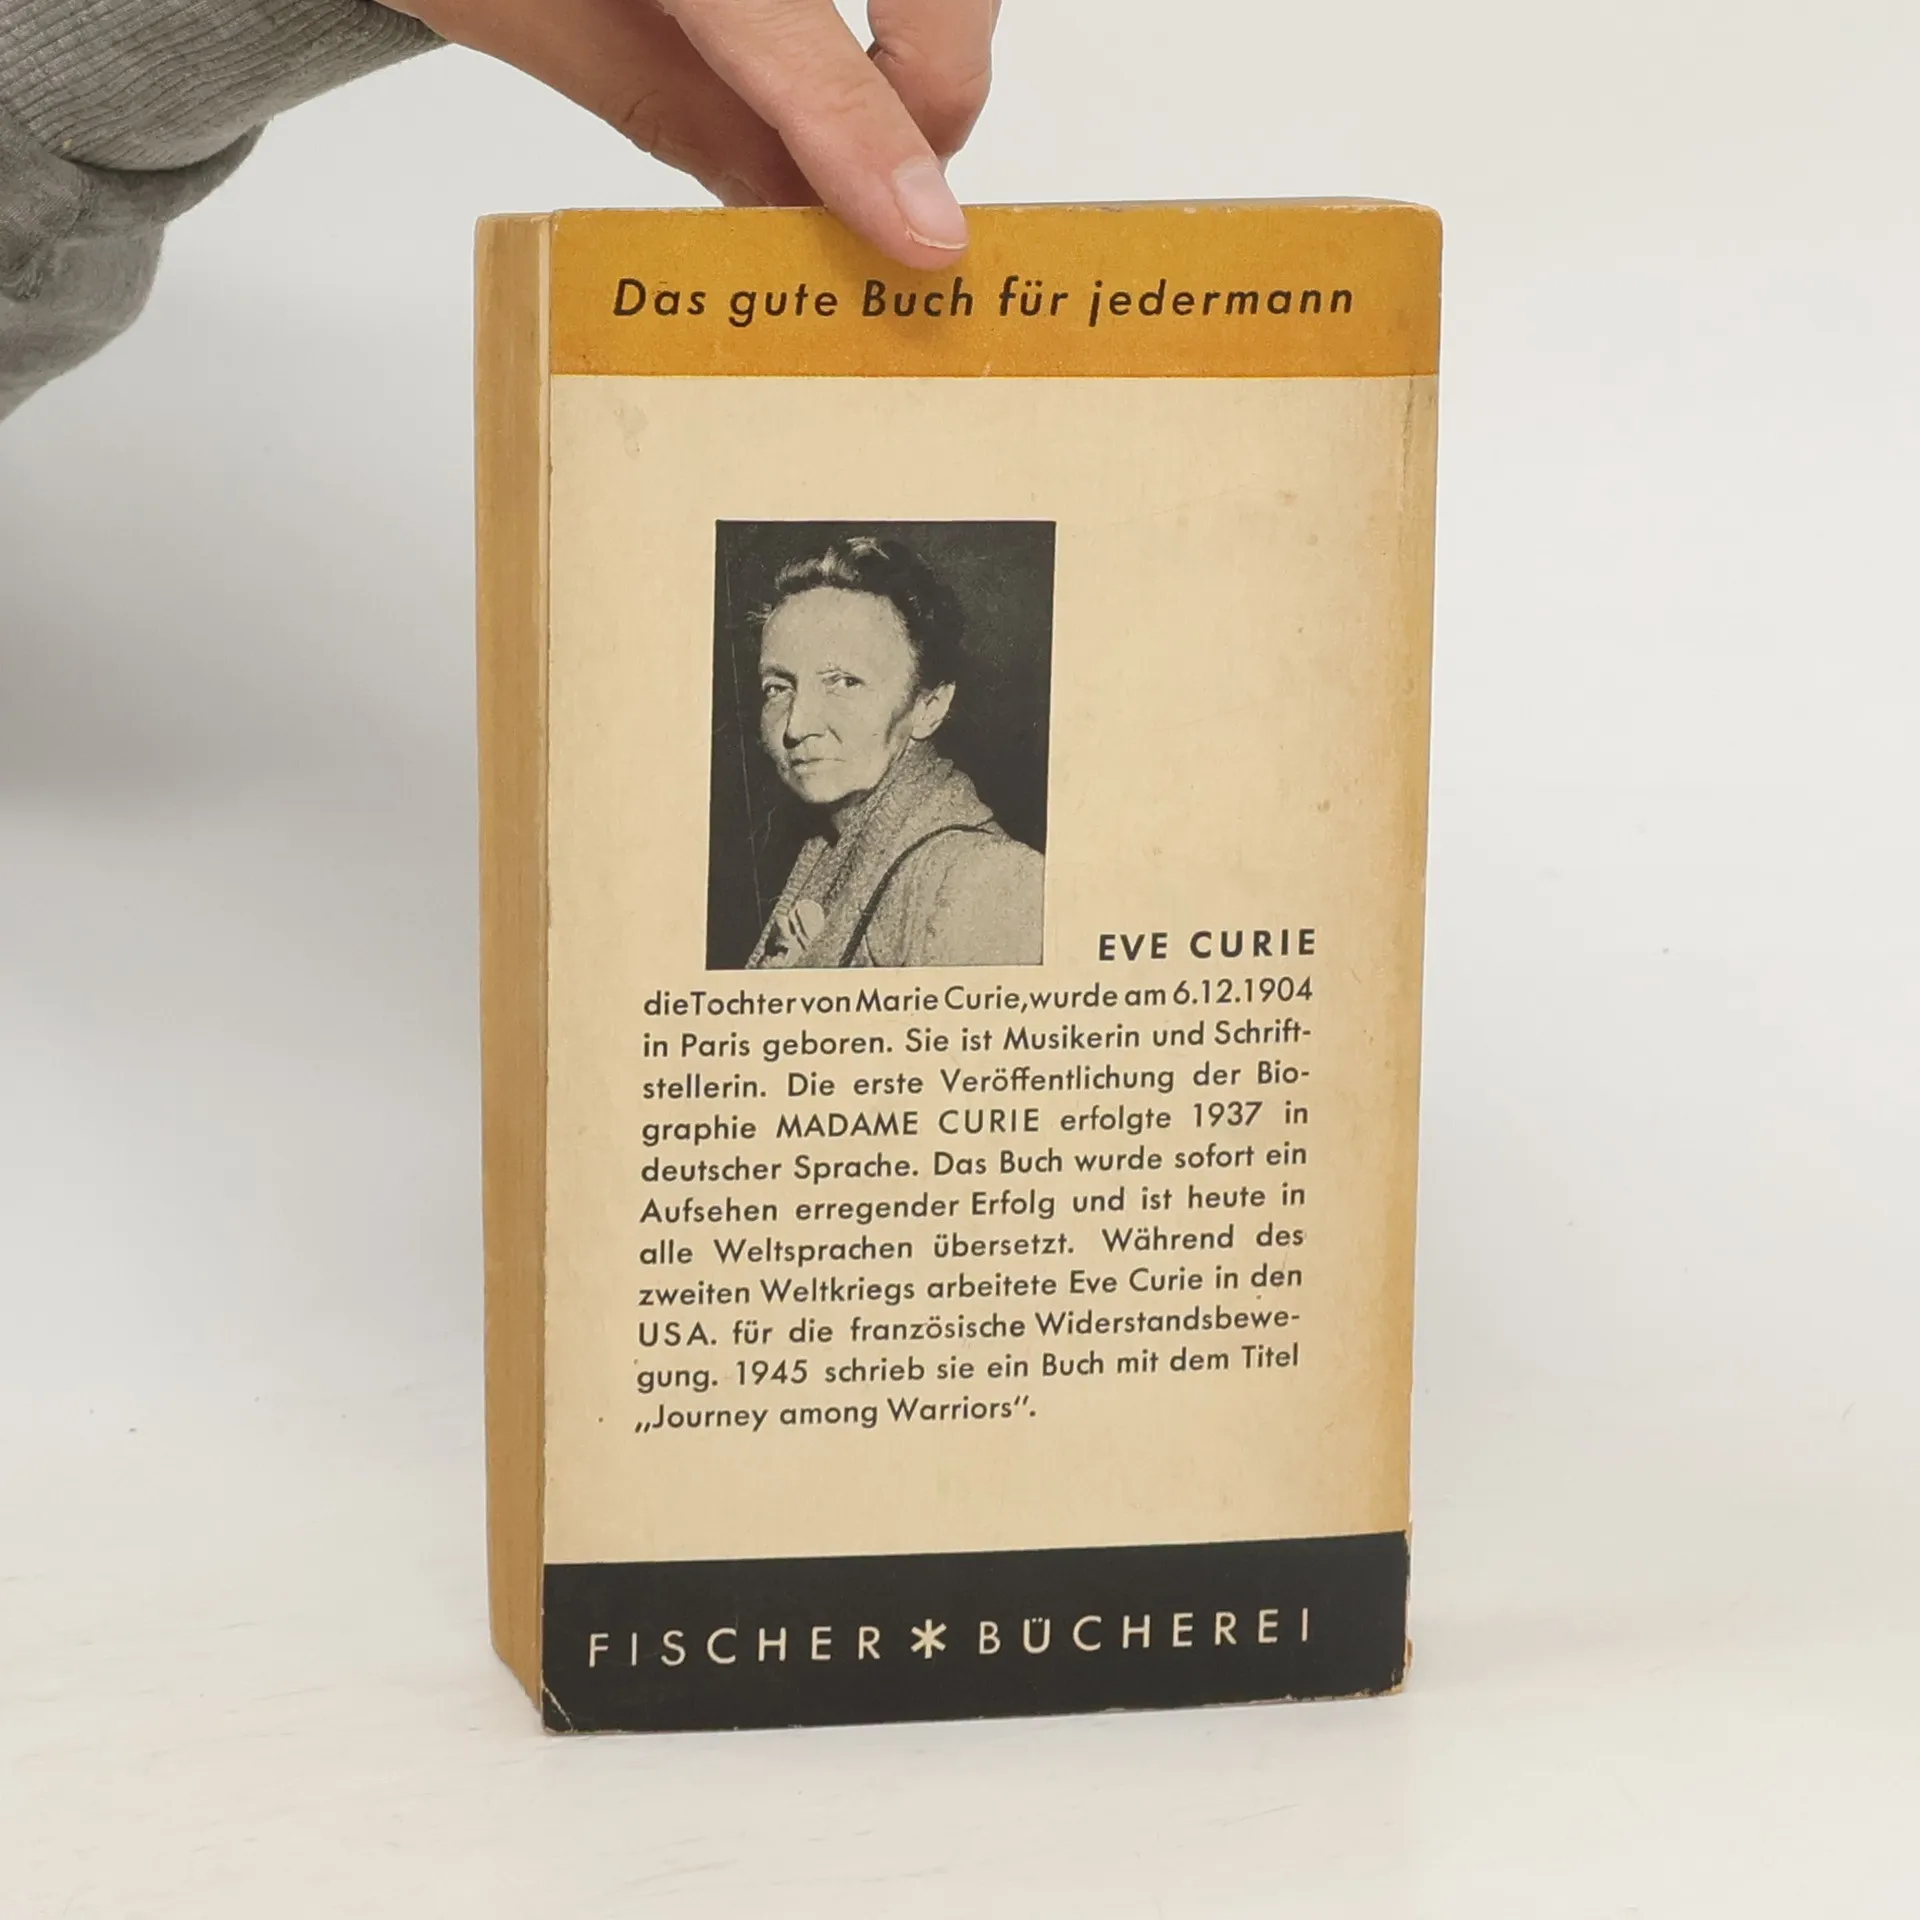 Das gute Buch für jedermann
EVE CURIE
die Tochter von Marie Curie, wurde am 6.12.1904
in Paris geboren. Sie ist Musikerin und Schrift-
stellerin. Die erste Veröffentlichung der Bio-
graphie MADAME CURIE erfolgte 1937 in
deutscher Sprache. Das Buch wurde sofort ein
Aufsehen erregender Erfolg und ist heute in
alle Weltsprachen übersetzt. Während des
zweiten Weltkriegs arbeitete Eve Curie in den
USA. für die französische Widerstandsbewe-
gung. 1945 schrieb sie ein Buch mit dem Titel
„Journey among Warriors“.
FISCHER * BÜCHEREI